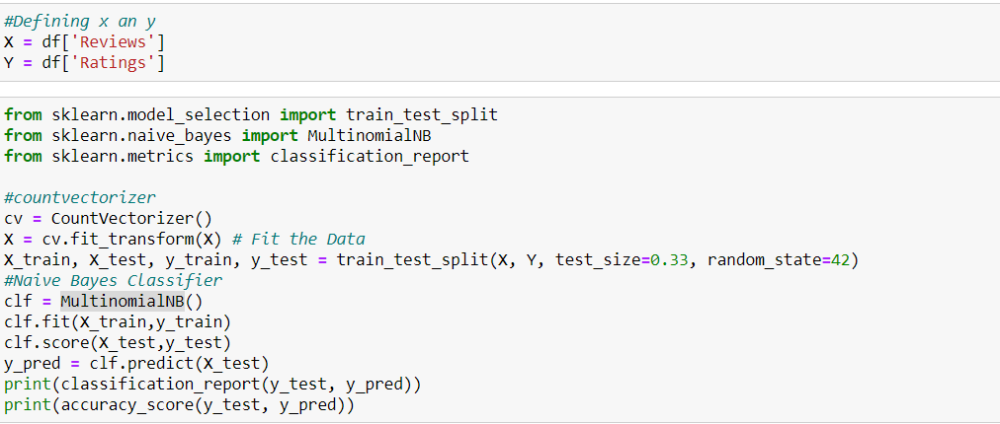 #Defining x an y
X = df['Reviews']
Y = df['Ratings']
from sklearn.model_selection import train_test_split
from sklearn.naive_bayes import MultinomialNB
from sklearn.metrics import classification_report
#countvectorizer
cv = CountVectorizer()
X = cv.fit_transform(X) # Fit the Data
X_train, X_test, y_train, y_test = train_test_split(X, Y, test_size=0.33, random_state=42)
#Naive Bayes Classifier
clf = MultinomialNB()
clf.fit(X_train,y_train)
clf.score(X_test,y_test)
y_pred = clf.predict(X_test)
print(classification_report(y_test, y_pred))
print(accuracy_score(y_test, y_pred))